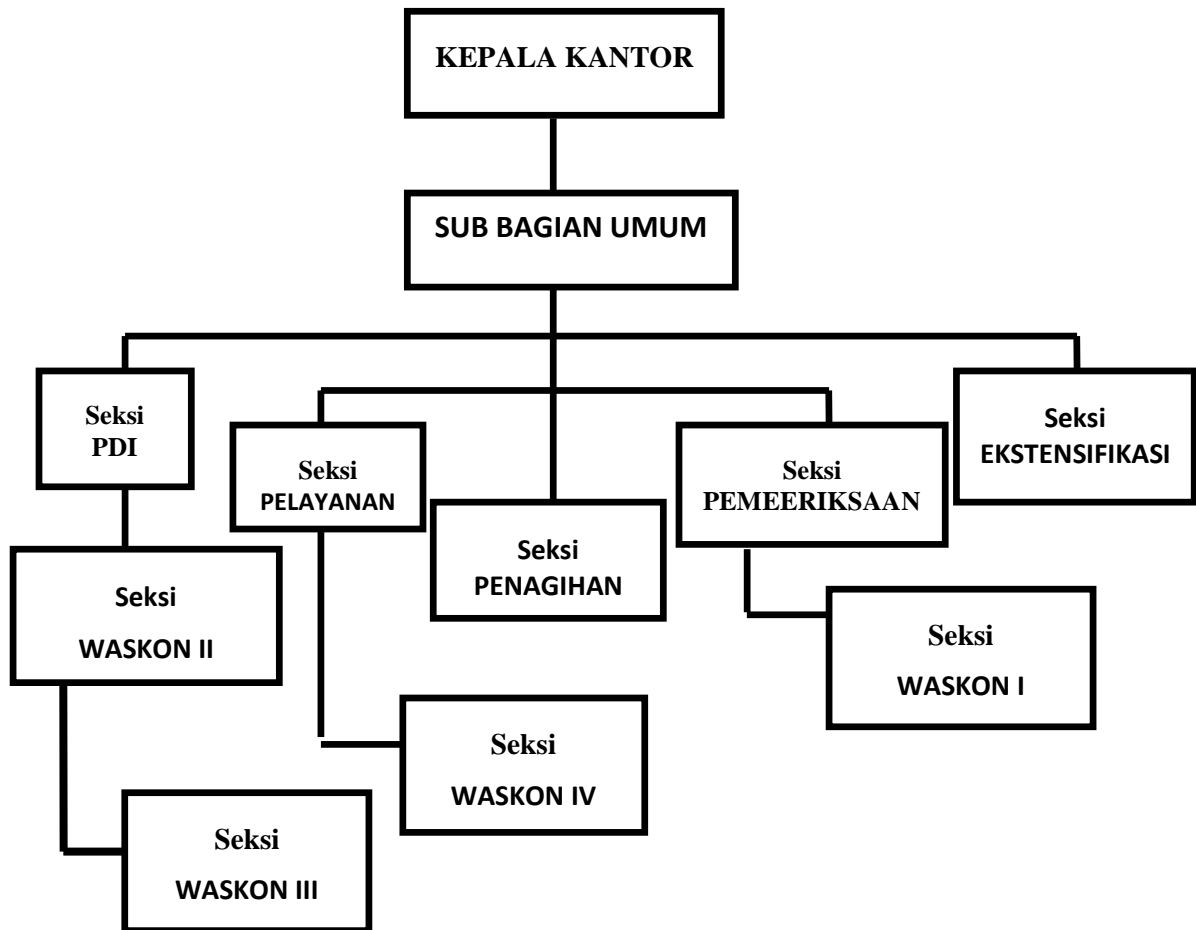 KEPALA KANTOR
SUB BAGIAN UMUM
Seksi
PDI
Seksi
PELAYANAN
Seksi
PENAGIHAN
Seksi
PEMEERIKSAAN
Seksi
EKSTENSIFIKASI
Seksi
WASKON II
Seksi
WASKON I
Seksi
WASKON IV
Seksi
WASKON III